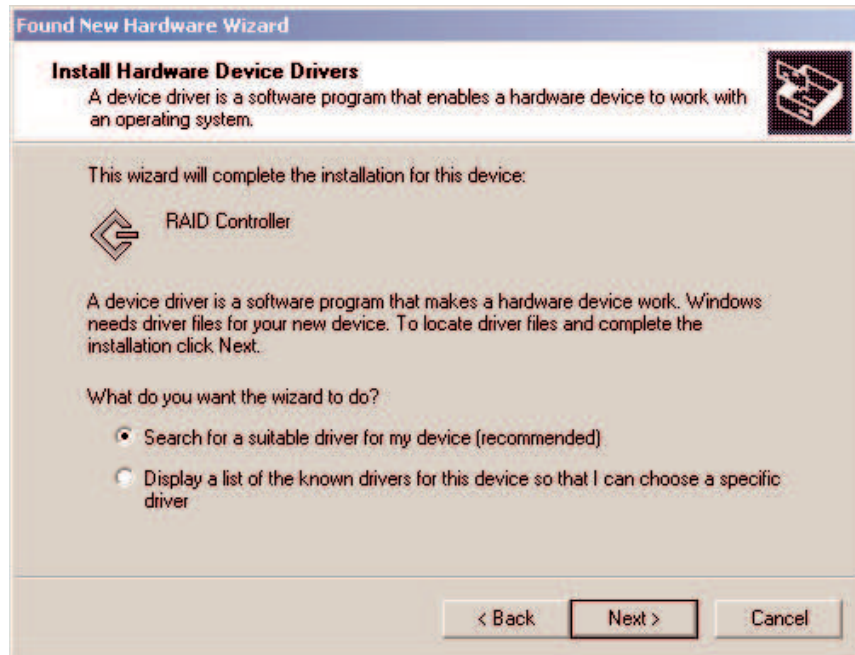 Found New Hardware Wizard
Install Hardware Device Drivers
A device driver is a software program that enables a hardware device to work with
an operating system.
This wizard will complete the installation for this device:
RAID Controller
A device driver is a software program that makes a hardware device work. Windows
needs driver files for your new device. To locate driver files and complete the
installation click Next.
What do you want the wizard to do?
Search for a suitable driver for my device (recommended)
Display a list of the known drivers for this device so that I can choose a specific
driver
< Back Next > Cancel